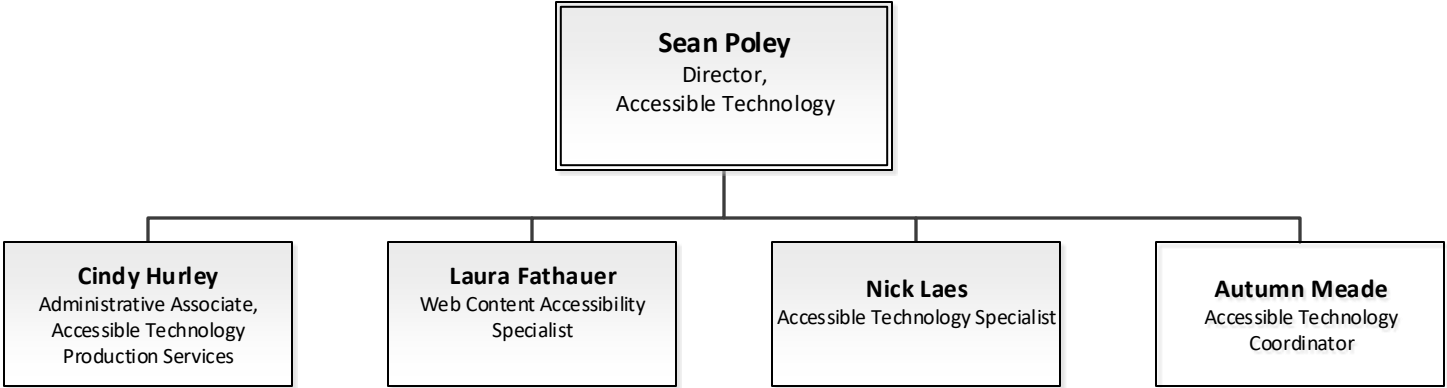 Sean Poley
Director,
Accessible Technology
Cindy Hurley
Administrative Associate,
Accessible Technology
Production Services
Laura Fathauer
Web Content Accessibility
Specialist
Nick Laes
Accessible Technology Specialist
Autumn Meade
Accessible Technology
Coordinator